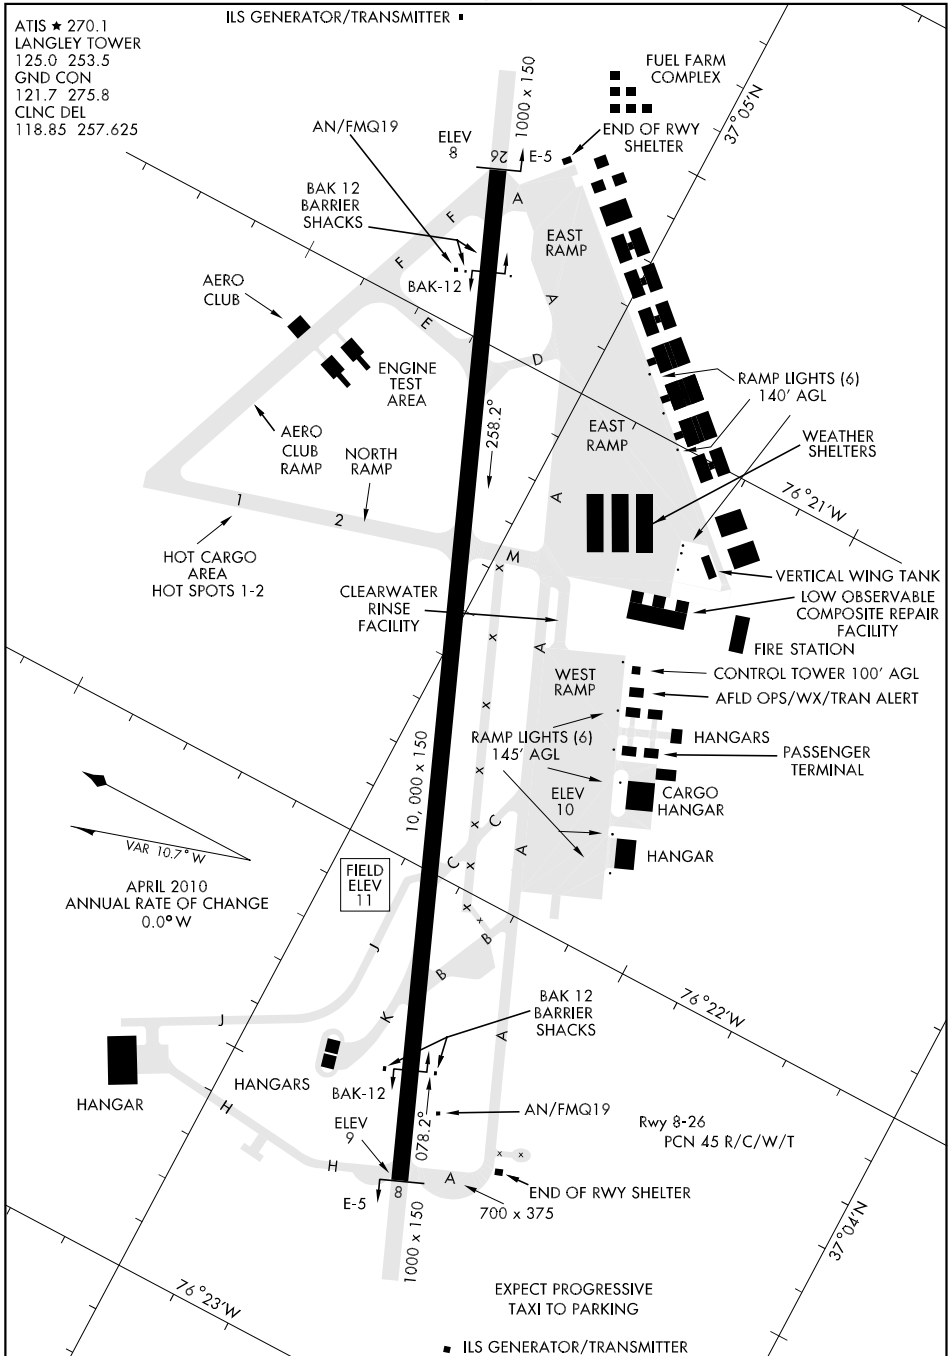 ILS GENERATOR/TRANSMITTER
ATIS ★ 270.1
LANGLEY TOWER
125.0 253.5
GND CON
121.7 275.8
CLNC DEL
118.85 257.625
FUEL FARM
COMPLEX
37°05'N
1000 x 150
AN/FMQ19
ELEV
8
26
E-5
END OF RWY
SHELTER
BAK 12
BARRIER
SHACKS
F
A
EAST
RAMP
F
BAK-12
AERO
CLUB
A
E
D
ENGINE
TEST
AREA
RAMP LIGHTS (6)
140' AGL
258.2°
AERO
CLUB
RAMP
NORTH
RAMP
EAST
RAMP
WEATHER
SHELTERS
76°21'W
A
1
2
HOT CARGO
AREA
HOT SPOTS 1-2
M
x
VERTICAL WING TANK
CLEARWATER
RINSE
FACILITY
LOW OBSERVABLE
COMPOSITE REPAIR
FACILITY
x
A
FIRE STATION
WEST
RAMP
CONTROL TOWER 100' AGL
AFLD OPS/WX/TRAN ALERT
x
RAMP LIGHTS (6)
145' AGL
HANGARS
PASSENGER
TERMINAL
10,000 x 150
x
ELEV
10
CARGO
HANGAR
x
C
VAR 10.7° W
A
HANGAR
C
x
APRIL 2010
ANNUAL RATE OF CHANGE
0.0° W
FIELD
ELEV
11
x
x
J
B
B
76°22'W
BAK 12
BARRIER
SHACKS
J
K
A
HANGARS
BAK-12
HANGAR
H
AN/FMQ19
ELEV
9
078.2°
Rwy 8-26
PCN 45 R/C/W/T
x x
H
A
END OF RWY SHELTER
E-5
8
700 x 375
1000 x 150
37°04'N
76°23'W
EXPECT PROGRESSIVE
TAXI TO PARKING
ILS GENERATOR/TRANSMITTER